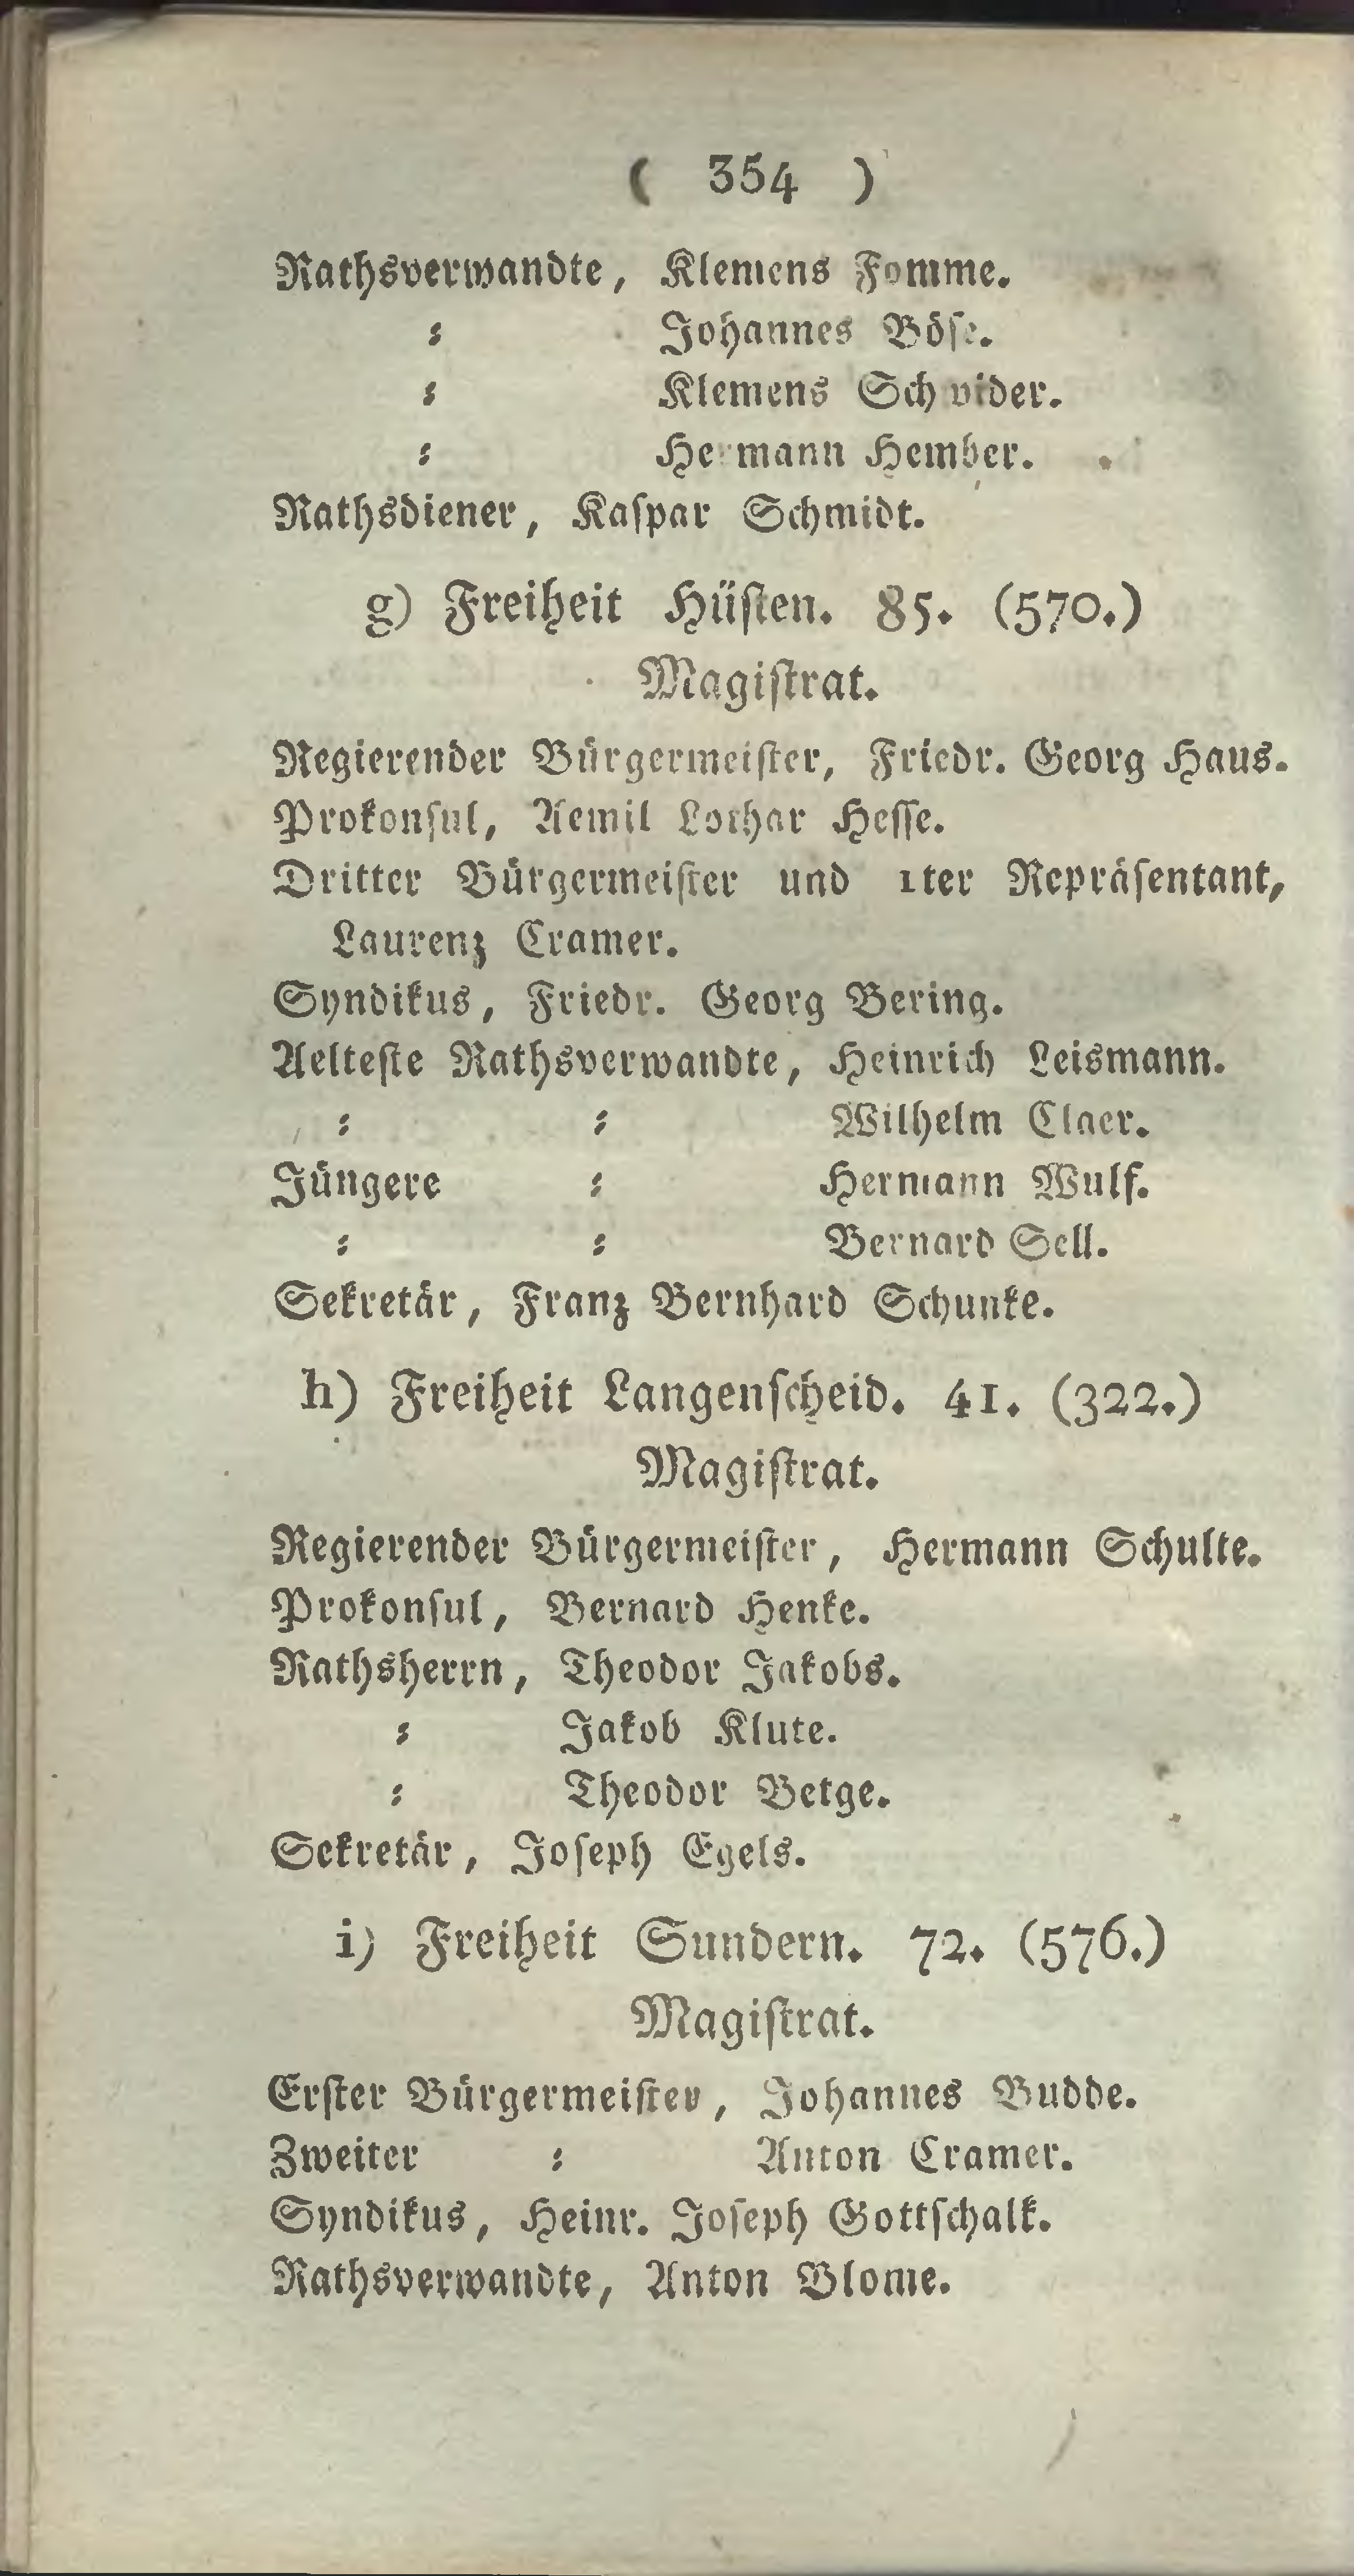 ( 354 )
Rathsverwandte, Klemens Fomme.
⸗ Johannes Böse.
⸗ Klemens
⸗ Hermann Hember.
Rathsdiener, Kaspar Schmidt.
g) Freiheit Hüsten. 85. (570.)
Magistrat.
Regierender Bürgermeister, Friedr. Georg Haus.
Prokonsul, Aemil Lothar Hesse.
Dritter Bürgermeister und 1ter Repräsentant,
Laurenz Cramer.
Syndikus, Friedr. Georg Bering.
Aelteste Rathsverwandte, Heinrich Leismann.
⸗ ⸗ Wilhelm Claer.
Jüngere ⸗ Hermann Wulf.
⸗ ⸗ Bernard Sell.
Sekretär, Franz Bernhard Schunke.
h) Freiheit Langenscheid. 41. (322.)
Magistrat.
Regierender Bürgermeister, Hermann Schulte.
Prokonsul, Bernard Henke.
Rathsherrn, Theodor Jakobs.
⸗ Jakob Klute.
⸗ Theodor Betge.
Sekretär, Joseph Egels.
i) Freiheit Sundern. 72. (576.)
Magistrat.
Erster Bürgermeister, Johannes Budde.
Zweiter ⸗ Anton Cramer.
Syndikus, Heinr. Joseph Gottschalk.
Rathsverwandte, Anton Blome.